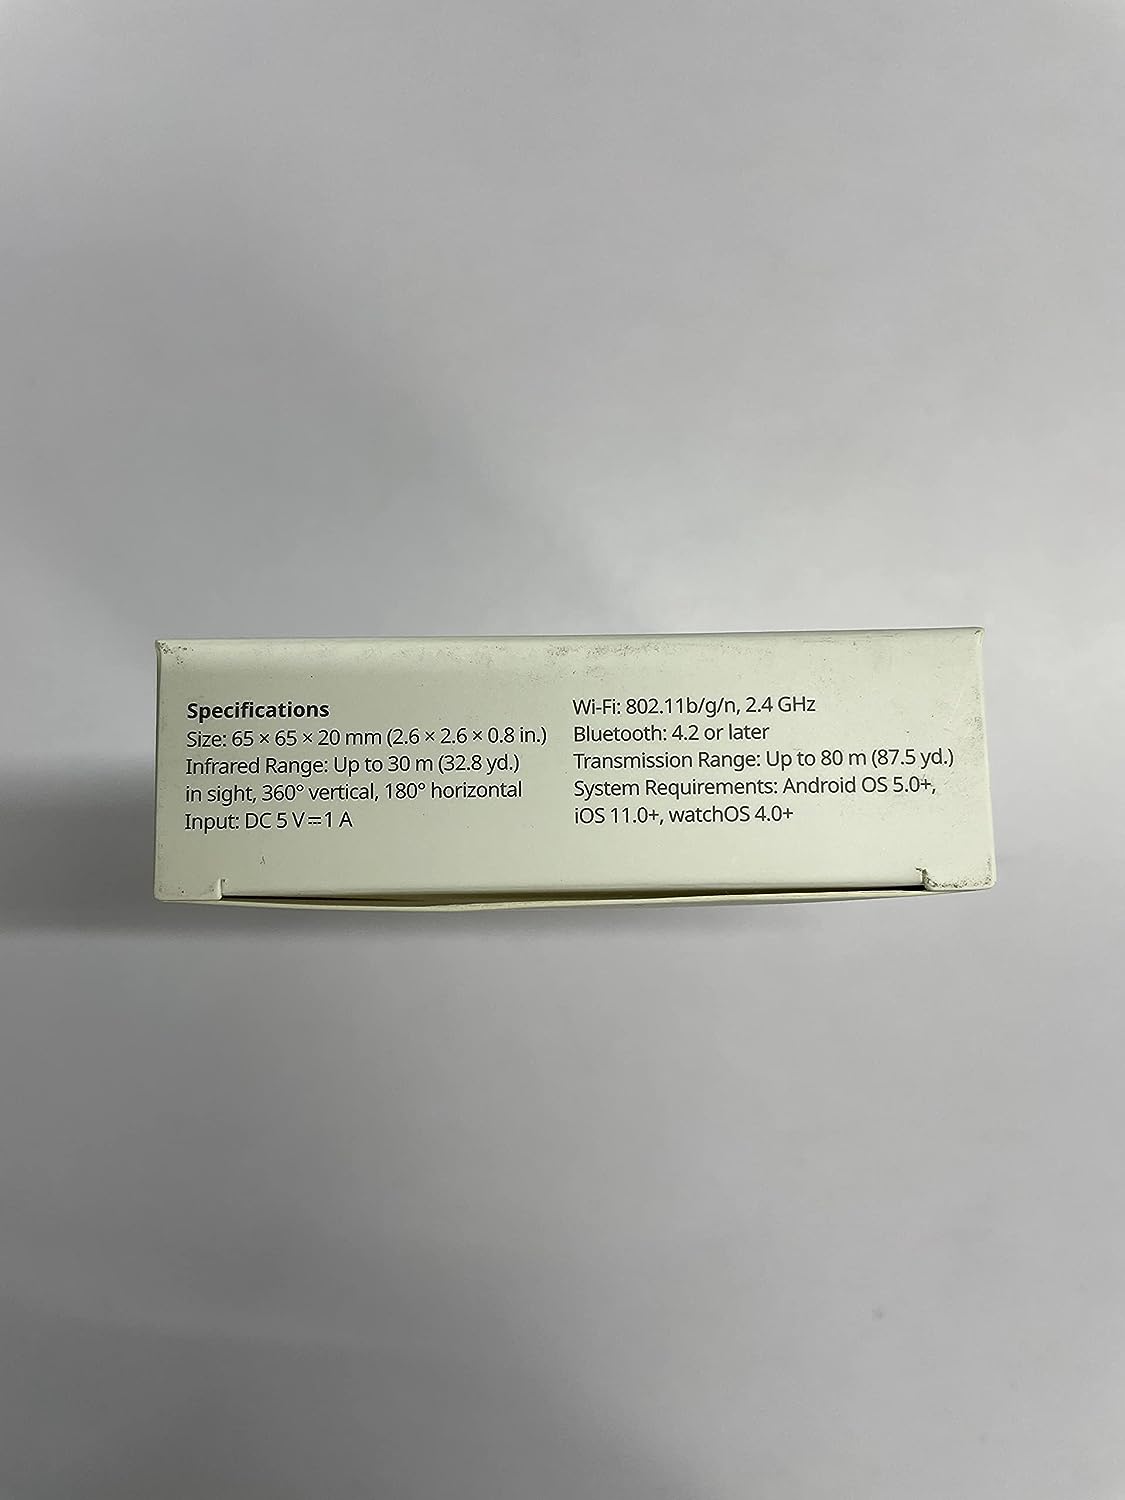 Specifications
Size: 65 × 65 × 20 mm (2.6 × 2.6 × 0.8 in.)
Infrared Range: Up to 30 m (32.8 yd.)
in sight, 360° vertical, 180° horizontal
Input: DC 5 V⎓1 A
Wi-Fi: 802.11b/g/n, 2.4 GHz
Bluetooth: 4.2 or later
Transmission Range: Up to 80 m (87.5 yd.)
System Requirements: Android OS 5.0+,
iOS 11.0+, watchOS 4.0+